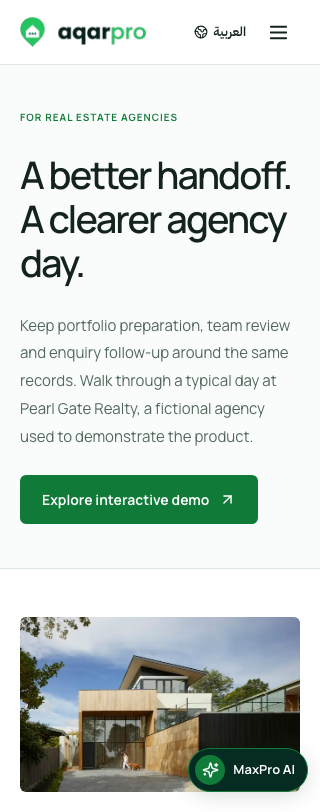 aqarpro
العربية
FOR REAL ESTATE AGENCIES
A better handoff.
A clearer agency
day.
Keep portfolio preparation, team review
and enquiry follow-up around the same
records. Walk through a typical day at
Pearl Gate Realty, a fictional agency
used to demonstrate the product.
Explore interactive demo
MaxPro AI